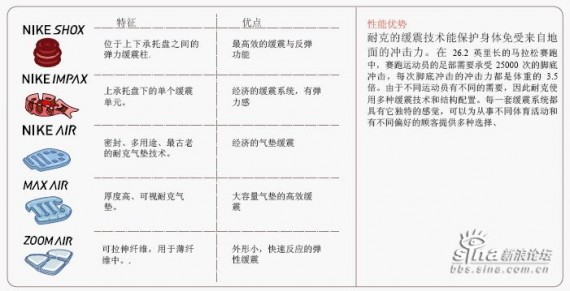 特征
优点
NIKE SHOX
位于上下承托盘之间的
弹力缓震柱.
最高效的缓震与反弹
功能
NIKE IMPAX
上承托盘下的单个缓震
单元。
经济的缓震系统，有弹
力感
NIKE AIR
密封、多用途、最古老
的耐克气垫技术。
经济的气垫缓震
MAX AIR
厚度高、可视耐克气
垫。
大容量气垫的高效缓
震
ZOOM AIR
可拉伸纤维，用于薄纤
维中．.
外形小，快速反应的弹
性缓震
性能优势
耐克的缓震技术能保护身体免受来自地
面的冲击力。在 26.2 英里长的马拉松赛跑
中，赛跑运动员的足部需要承受 25000 次的脚底
冲击，每次脚底冲击的冲击力都是体重的 3.5
倍。由于不同运动员有不同的需要，因此耐克使
用多种缓震技术和结构配置。每一套缓震系统都
具有它独特的感觉，可以为从事不同体育活动和
有不同偏好的顾客提供多种选择、
sina 新浪论坛
bbs.sina.com.cn